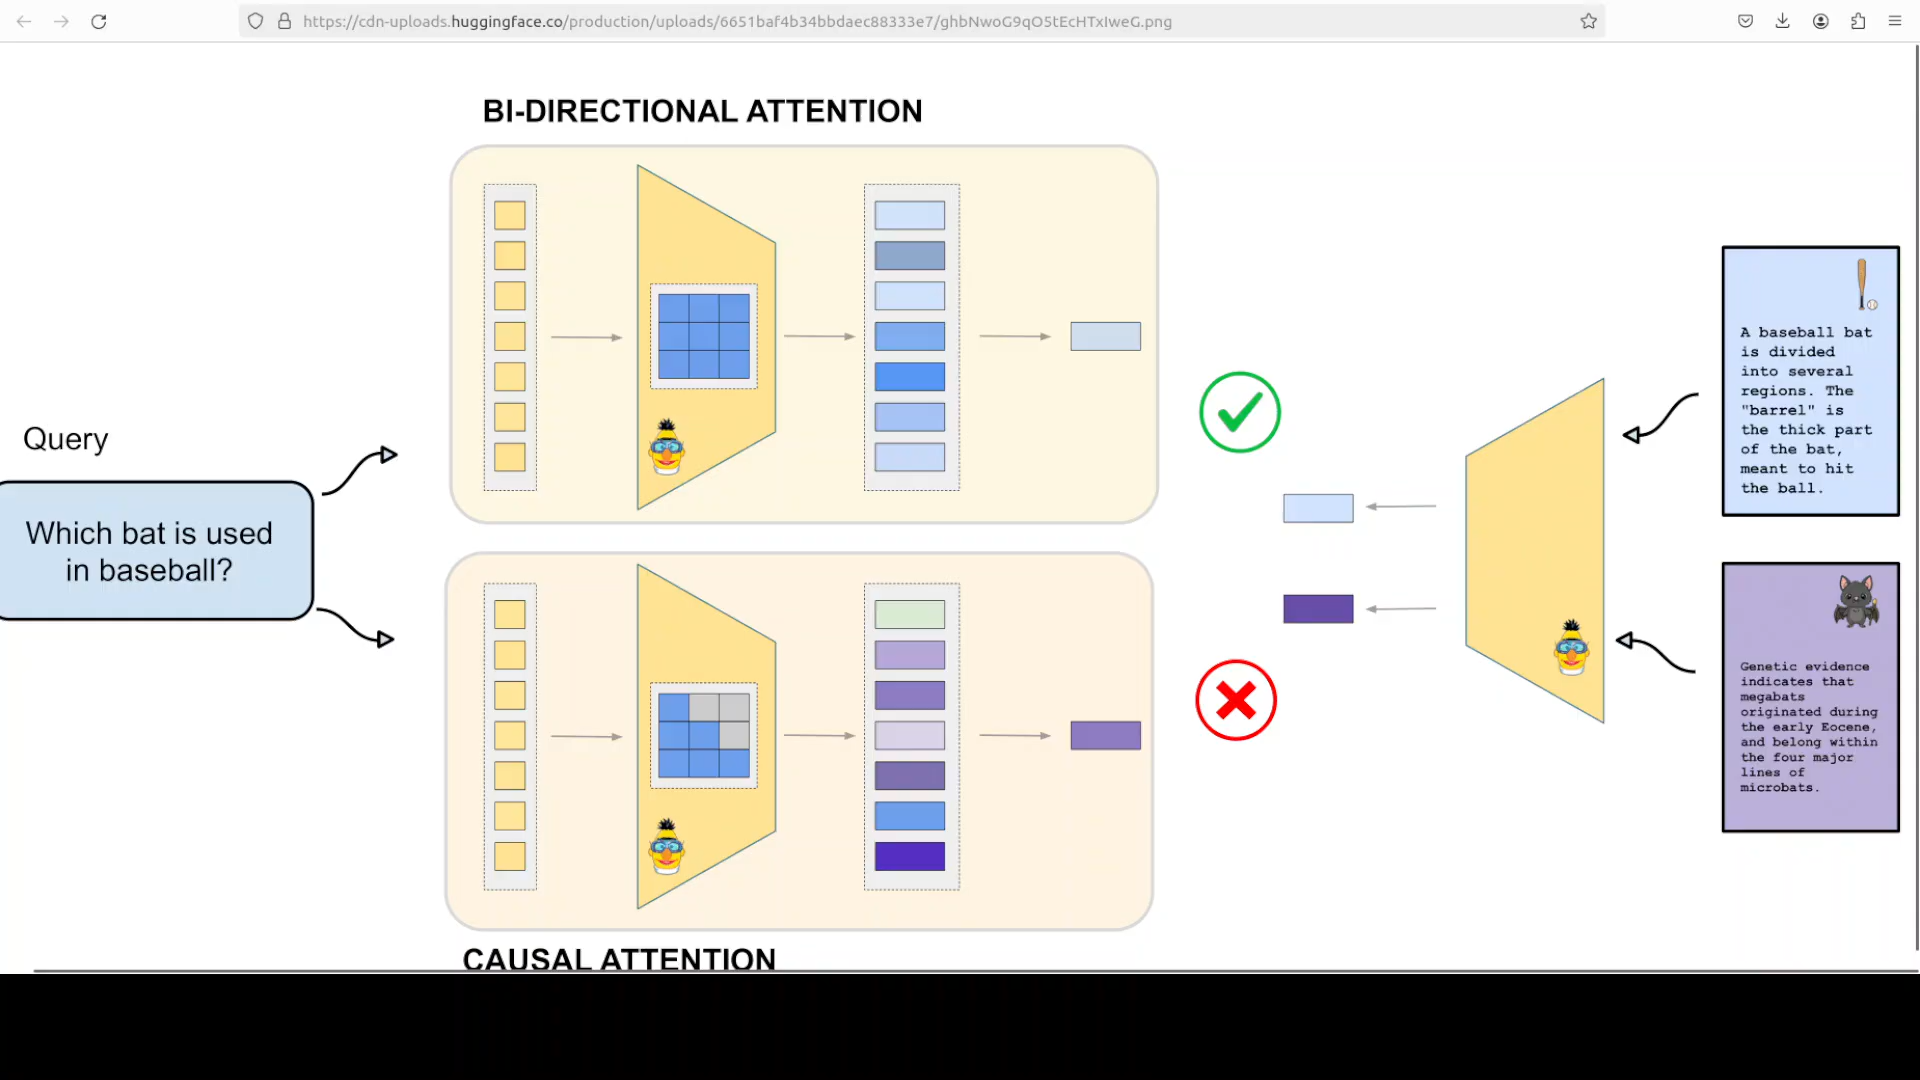 https://cdn-uploads.huggingface.co/production/uploads/6651baf4b34bbdaec88333e7/ghbNwoG9qO5tEcHTxIweG.png
BI-DIRECTIONAL ATTENTION
Query
Which bat is used
in baseball?
A baseball bat
is divided
into several
regions. The
"barrel" is
the thick part
of the bat,
meant to hit
the ball.
Genetic evidence
indicates that
megabats
originated during
the early Eocene,
and belong within
the four major
lines of
microbats.
CAUSAL ATTENTION